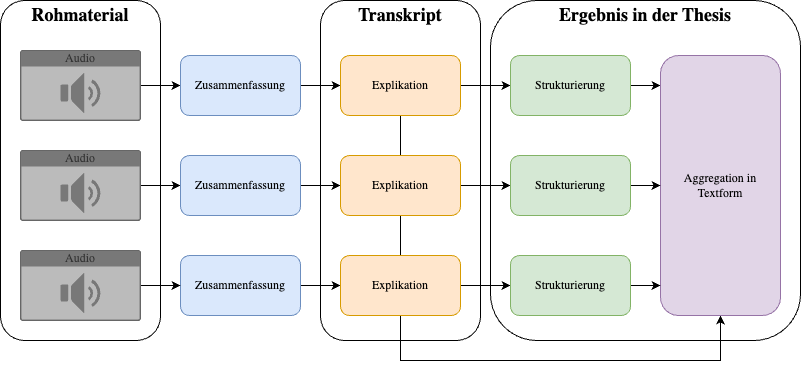 Rohmaterial
Transkript
Ergebnis in der Thesis
Audio
Zusammenfassung
Explikation
Strukturierung
Audio
Zusammenfassung
Explikation
Strukturierung
Aggregation in
Textform
Audio
Zusammenfassung
Explikation
Strukturierung